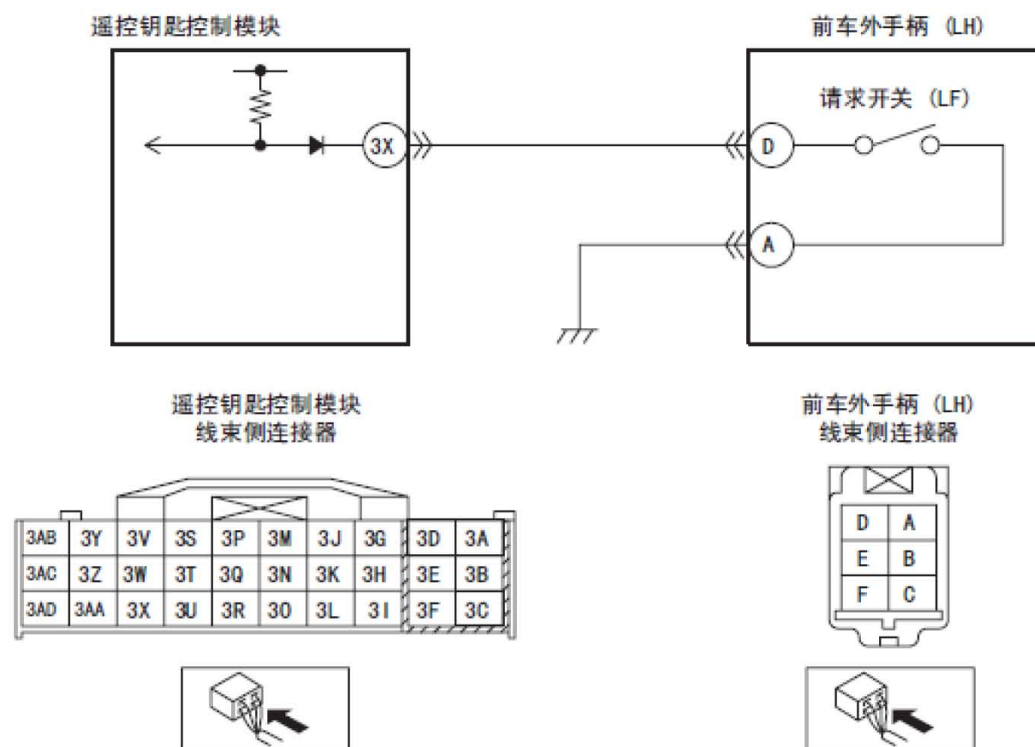 遥控钥匙控制模块
前车外手柄 (LH)
请求开关 (LF)
3X
D
A
遥控钥匙控制模块
线束侧连接器
前车外手柄 (LH)
线束侧连接器
3AB 3Y 3V 3S 3P 3M 3J 3G 3D 3A
3AC 3Z 3W 3T 3Q 3N 3K 3H 3E 3B
3AD 3AA 3X 3U 3R 3O 3L 3I 3F 3C
D A
E B
F C